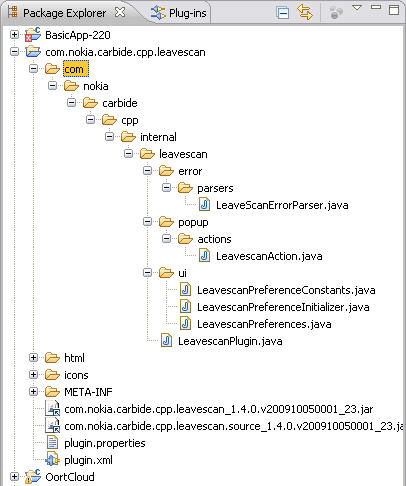 Package Explorer
Plug-ins
BasicApp-220
com.nokia.carbide.cpp.leavescan
com
nokia
carbide
cpp
internal
leavescan
error
parsers
LeaveScanErrorParser.java
popup
actions
LeavescanAction.java
ui
LeavescanPreferenceConstants.java
LeavescanPreferenceInitializer.java
LeavescanPreferences.java
LeavescanPlugin.java
html
icons
META-INF
com.nokia.carbide.cpp.leavescan_1.4.0.v200910050001_23.jar
com.nokia.carbide.cpp.leavescan.source_1.4.0.v200910050001_23.ja
plugin.properties
plugin.xml
OortCloud